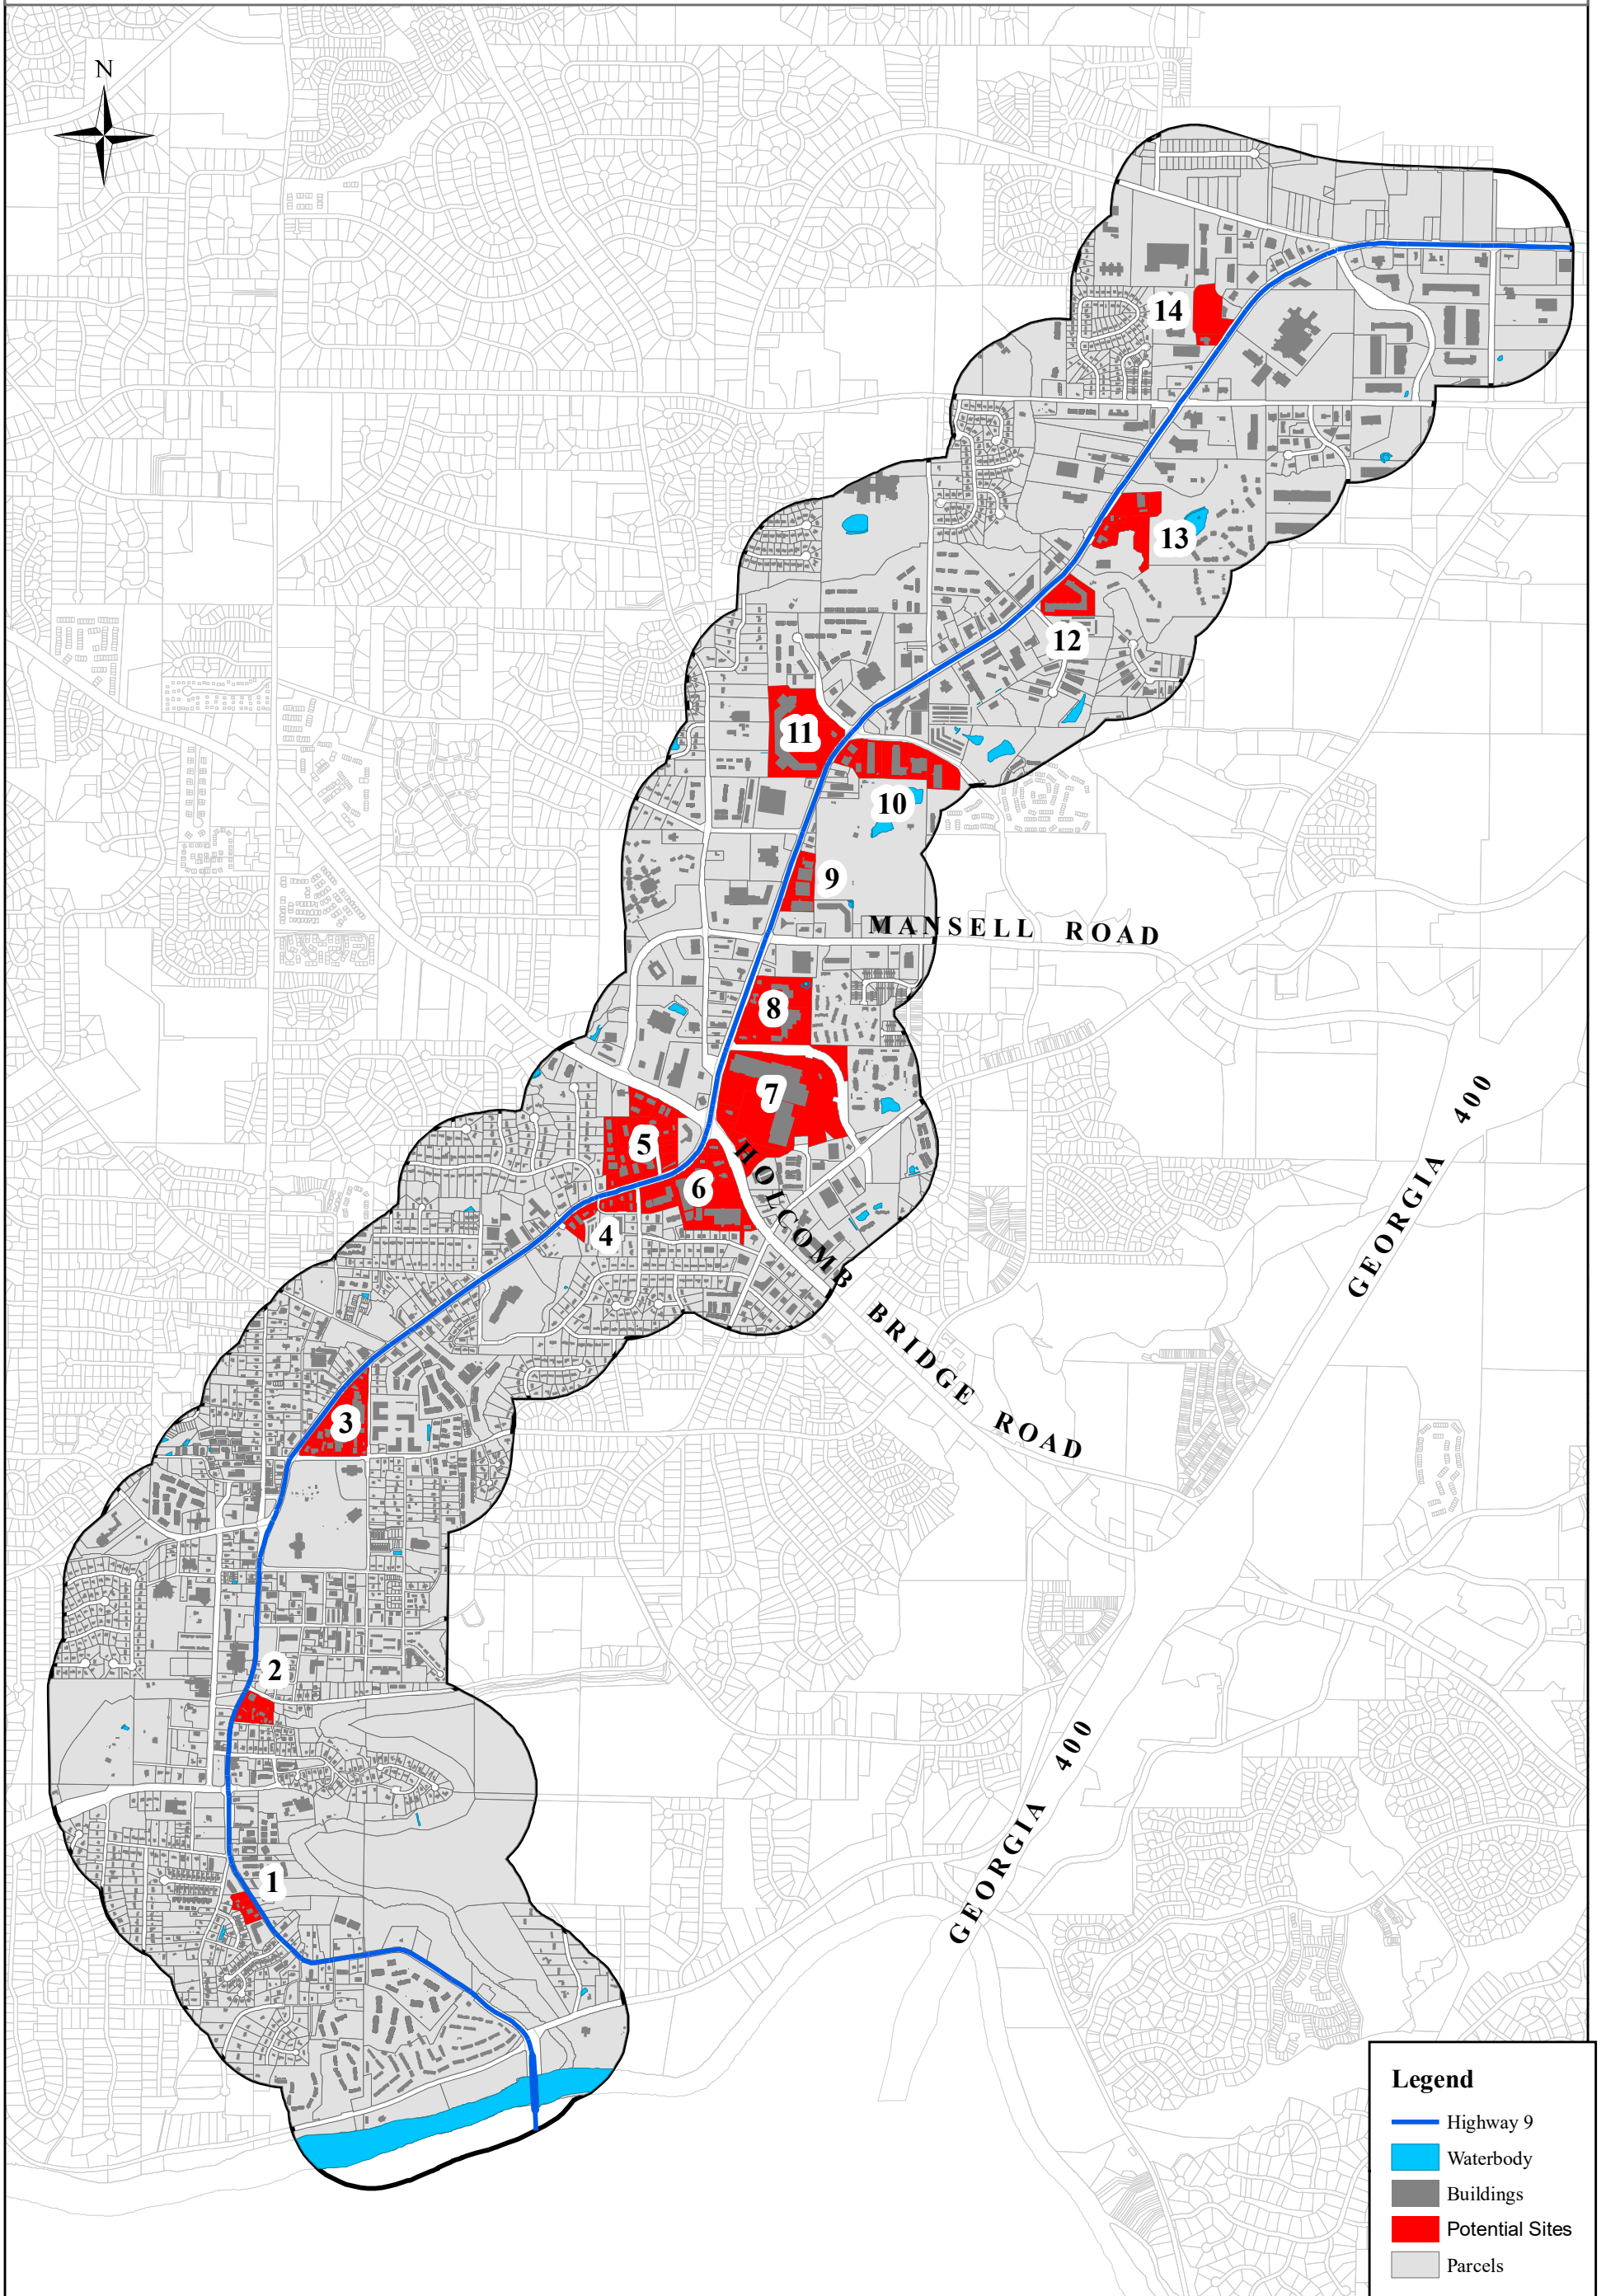 N
14
13
12
11
10
9
MANSELL ROAD
8
7
GEORGIA 400
5
6
4
HOLCOMB BRIDGE ROAD
3
2
GEORGIA 400
1
Legend
Highway 9
Waterbody
Buildings
Potential Sites
Parcels